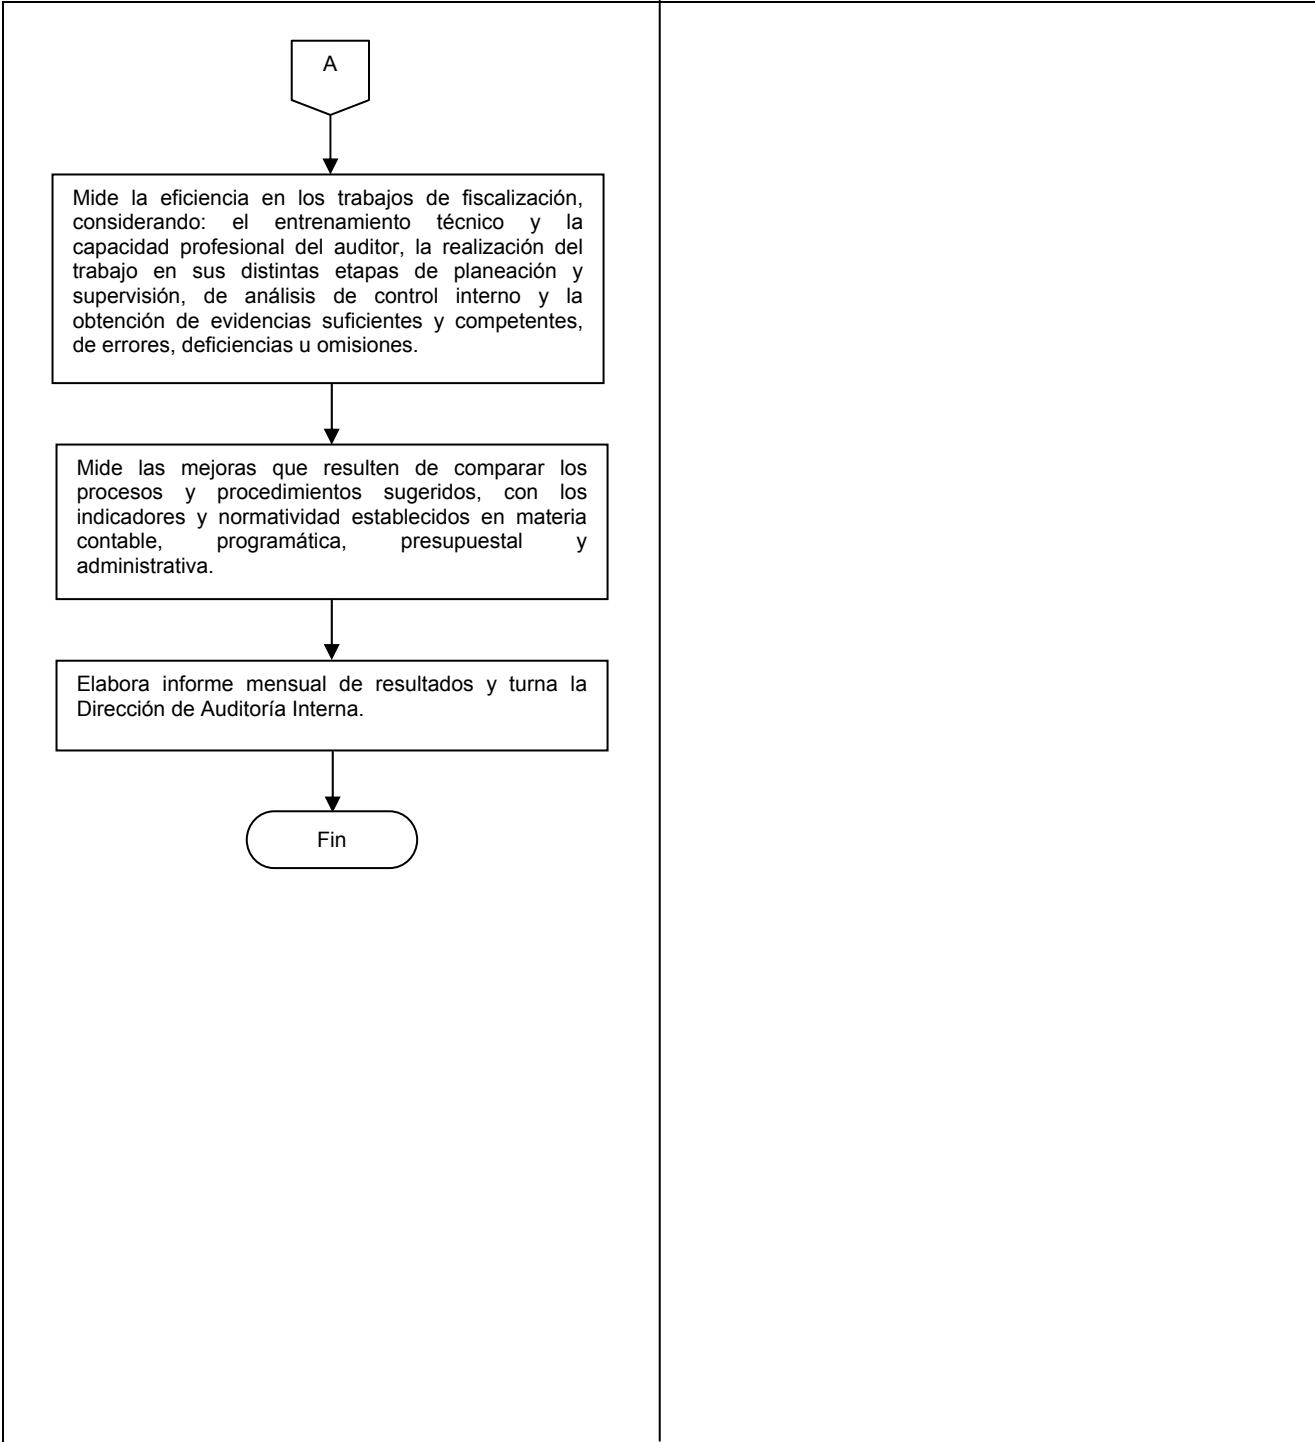 A
Mide la eficiencia en los trabajos de fiscalización,
considerando: el entrenamiento técnico y la
capacidad profesional del auditor, la realización del
trabajo en sus distintas etapas de planeación y
supervisión, de análisis de control interno y la
obtención de evidencias suficientes y competentes,
de errores, deficiencias u omisiones.
Mide las mejoras que resulten de comparar los
procesos y procedimientos sugeridos, con los
indicadores y normatividad establecidos en materia
contable, programática, presupuestal y
administrativa.
Elabora informe mensual de resultados y turna la
Dirección de Auditoría Interna.
Fin